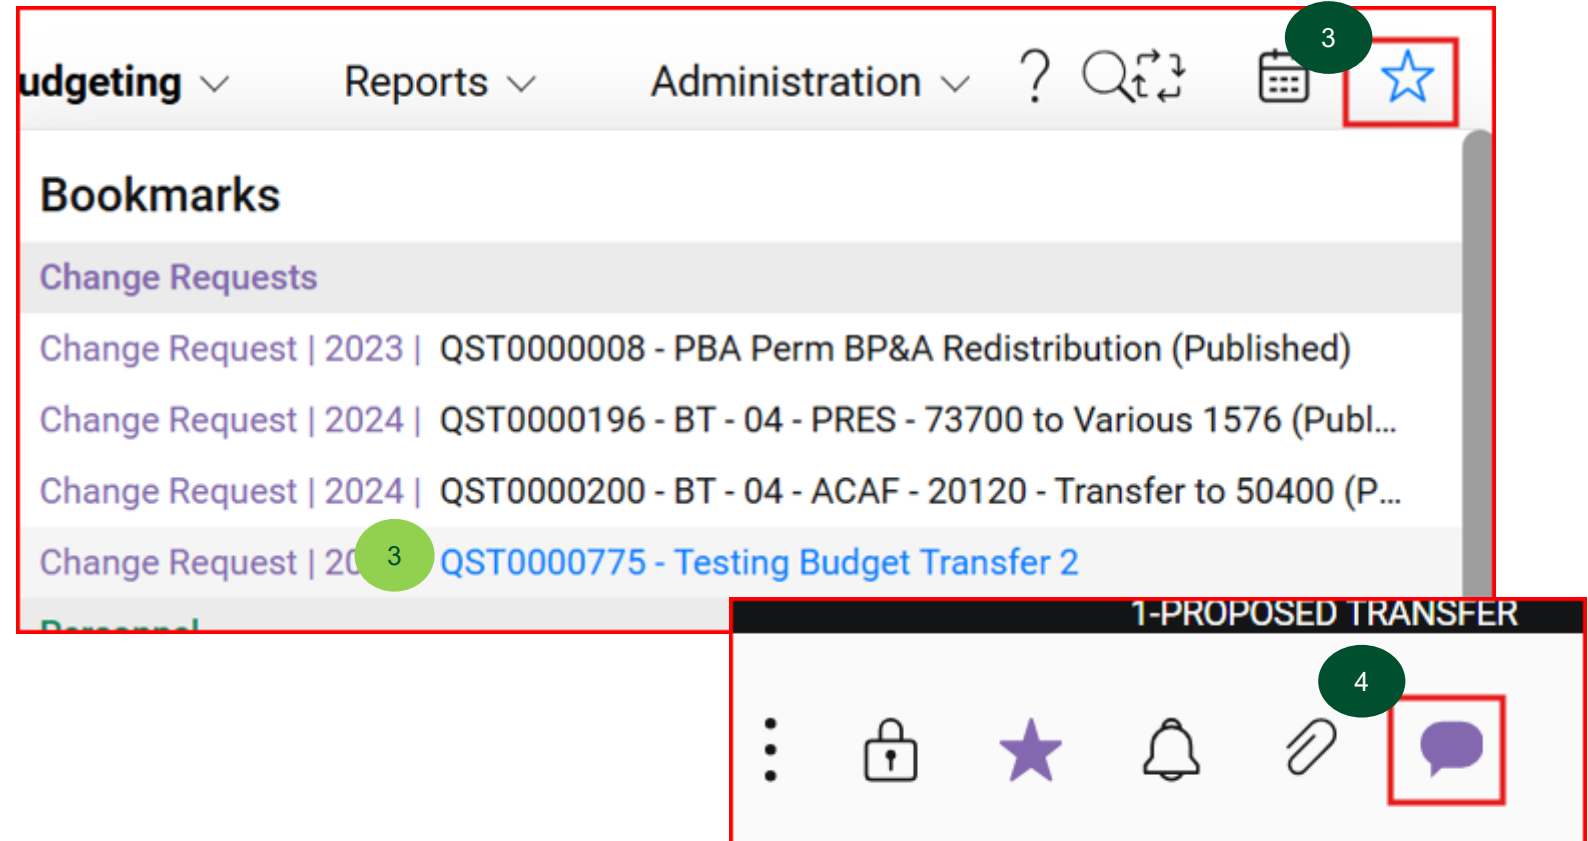 3
udgeting Reports Administration ?
Bookmarks
Change Requests
Change Request | 2023 | QST0000008 - PBA Perm BP&A Redistribution (Published)
Change Request | 2024 | QST0000196 - BT - 04 - PRES - 73700 to Various 1576 (Publ...
Change Request | 2024 | QST0000200 - BT - 04 - ACAF - 20120 - Transfer to 50400 (P...
Change Request | 20 3 QST0000775 - Testing Budget Transfer 2
Personnel
1-PROPOSED TRANSFER
4